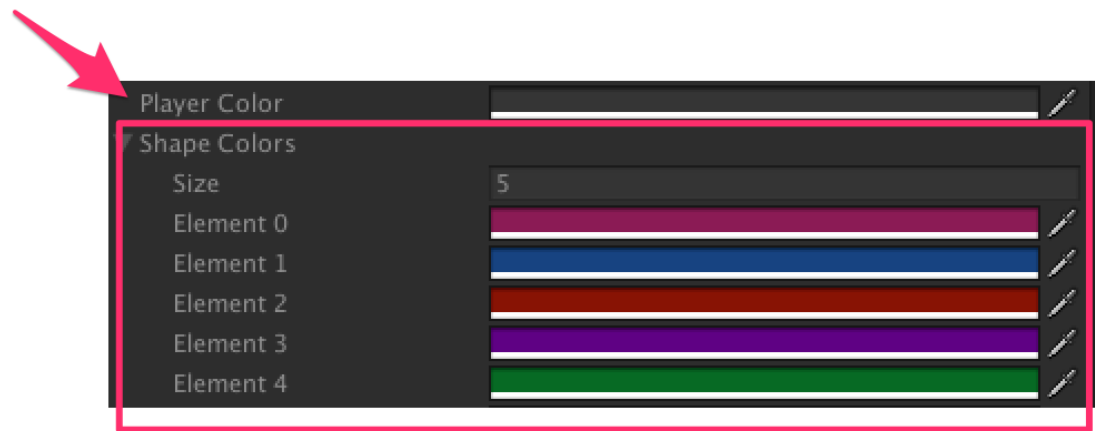 Player Color
Shape Colors
Size 5
Element 0
Element 1
Element 2
Element 3
Element 4